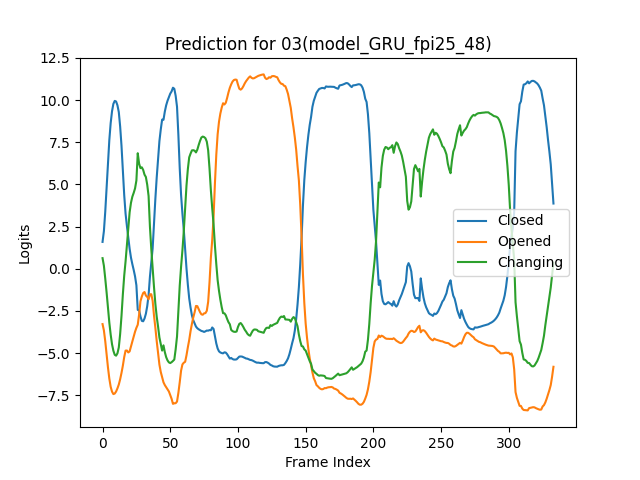 Prediction for 03(model_GRU_fpi25_48)
12.5
10.0
7.5
5.0
2.5
0.0
−2.5
−5.0
−7.5
Logits
Closed
Opened
Changing
0 50 100 150 200 250 300
Frame Index